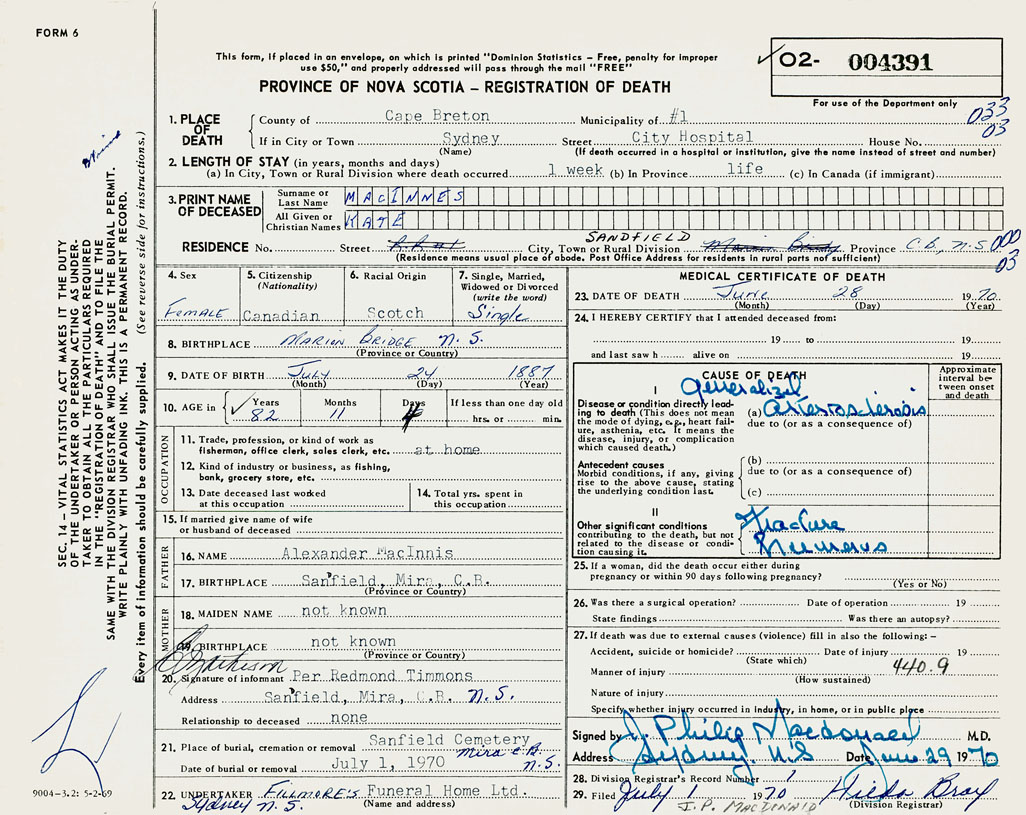 FORM 6
This form, if placed in an envelope, on which is printed "Dominion Statistics – Free, penalty for improper
use $50," and properly addressed will pass through the mail "FREE"
PROVINCE OF NOVA SCOTIA – REGISTRATION OF DEATH
✓ 02- 004391
For use of the Department only
033
03
1. PLACE OF DEATH
County of Cape Breton Municipality of #1
If in City or Town Sydney Street City Hospital House No.
(Name) (If death occurred in a hospital or institution, give the name instead of street and number)
2. LENGTH OF STAY (in years, months and days)
(a) In City, Town or Rural Division where death occurred 1 week (b) In Province life (c) In Canada (if immigrant)
3. PRINT NAME OF DECEASED
Surname or Last Name MACINNES
All Given or Christian Names KATE
SANDFIELD
RESIDENCE No. Street City, Town or Rural Division Marion Bridge Province C.B. N.S. 000
(Residence means usual place of abode. Post Office Address for residents in rural parts not sufficient)
03
4. Sex
Female
5. Citizenship
(Nationality)
Canadian
6. Racial Origin
Scotch
7. Single, Married,
Widowed or Divorced
(write the word)
Single
8. BIRTHPLACE MARION BRIDGE N.S.
(Province or Country)
9. DATE OF BIRTH July 24 1887
(Month) (Day) (Year)
10. AGE in ✓ Years 82 Months 11 Days 4 If less than one day old
hrs. or min.
OCCUPATION
11. Trade, profession, or kind of work as
fisherman, office clerk, sales clerk, etc. at home
12. Kind of industry or business, as fishing,
bank, grocery store, etc.
13. Date deceased last worked
at this occupation
14. Total yrs. spent in
this occupation
15. If married give name of wife
or husband of deceased
FATHER
16. NAME Alexander MacInnis
17. BIRTHPLACE Sanfield, Mira, C.B.
(Province or Country)
MOTHER
18. MAIDEN NAME not known
19. BIRTHPLACE not known
(Province or Country)
20. Signature of informant Per Redmond Timmons
Address Sanfield, Mira, C.B. N.S.
Relationship to deceased none
21. Place of burial, cremation or removal Sanfield Cemetery
Mira C.B.
Date of burial or removal July 1, 1970 N.S.
22. UNDERTAKER FILLMORE'S Funeral Home Ltd.
Sydney N.S. (Name and address)
MEDICAL CERTIFICATE OF DEATH
23. DATE OF DEATH June 28 1970
(Month) (Day) (Year)
24. I HEREBY CERTIFY that I attended deceased from:
19 to 19
and last saw h alive on 19
CAUSE OF DEATH
Approximate interval between onset and death
I
Generalized
Disease or condition directly leading to death (This does not mean the mode of dying, e.g., heart failure, asthenia, etc. It means the disease, injury, or complication which caused death.)
(a) arteriosclerosis
due to (or as a consequence of)
Antecedent causes
Morbid conditions, if any, giving rise to the above cause, stating the underlying condition last.
(b)
due to (or as a consequence of)
(c)
II
Other significant conditions
contributing to the death, but not related to the disease or condition causing it.
Fracture
Humerus
25. If a woman, did the death occur either during
pregnancy or within 90 days following pregnancy?
(Yes or No)
26. Was there a surgical operation? Date of operation 19
State findings Was there an autopsy?
27. If death was due to external causes (violence) fill in also the following: –
Accident, suicide or homicide? Date of injury 19
(State which)
440.9
Manner of injury
(How sustained)
Nature of injury
Specify whether injury occurred in industry, in home, or in public place
Signed by J. Philip Macdonald M.D.
Address Sydney N.S Date June 29 1970
28. Division Registrar's Record Number 1
29. Filed July 1 1970 Hilda Bray
J.P. MACDONALD (Division Registrar)
SEC. 14 – VITAL STATISTICS ACT MAKES IT THE DUTY
OF THE UNDERTAKER OR PERSON ACTING AS UNDER-
TAKER TO OBTAIN ALL THE PARTICULARS REQUIRED
IN THE "REGISTRATION OF DEATH" AND TO FILE THE
SAME WITH THE DIVISION REGISTRAR WHO SHALL ISSUE THE BURIAL PERMIT.
WRITE PLAINLY WITH UNFADING INK. THIS IS A PERMANENT RECORD.
Every item of information should be carefully supplied. (See reverse side for instructions.)
9004-3.2: 5-2-69